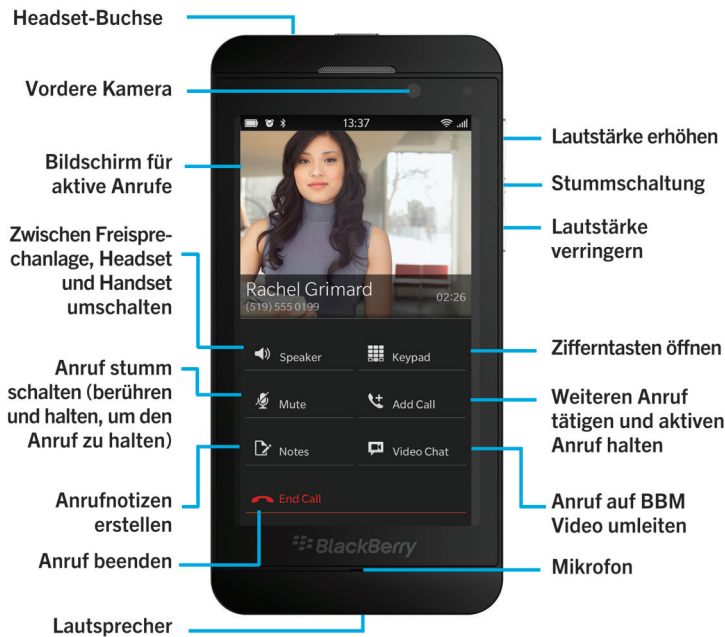 Headset-Buchse
Vordere Kamera
Bildschirm für
aktive Anrufe
Zwischen Freispre-
chanlage, Headset
und Handset
umschalten
Anruf stumm
schalten (berühren
und halten, um den
Anruf zu halten)
Anrufnotizen
erstellen
Anruf beenden
Lautsprecher
13:37
Rachel Grimard
(519) 555 0199
02:26
Speaker
Keypad
Mute
Add Call
Notes
Video Chat
End Call
BlackBerry
Lautstärke erhöhen
Stummschaltung
Lautstärke
verringern
Zifferntasten öffnen
Weiteren Anruf
tätigen und aktiven
Anruf halten
Anruf auf BBM
Video umleiten
Mikrofon